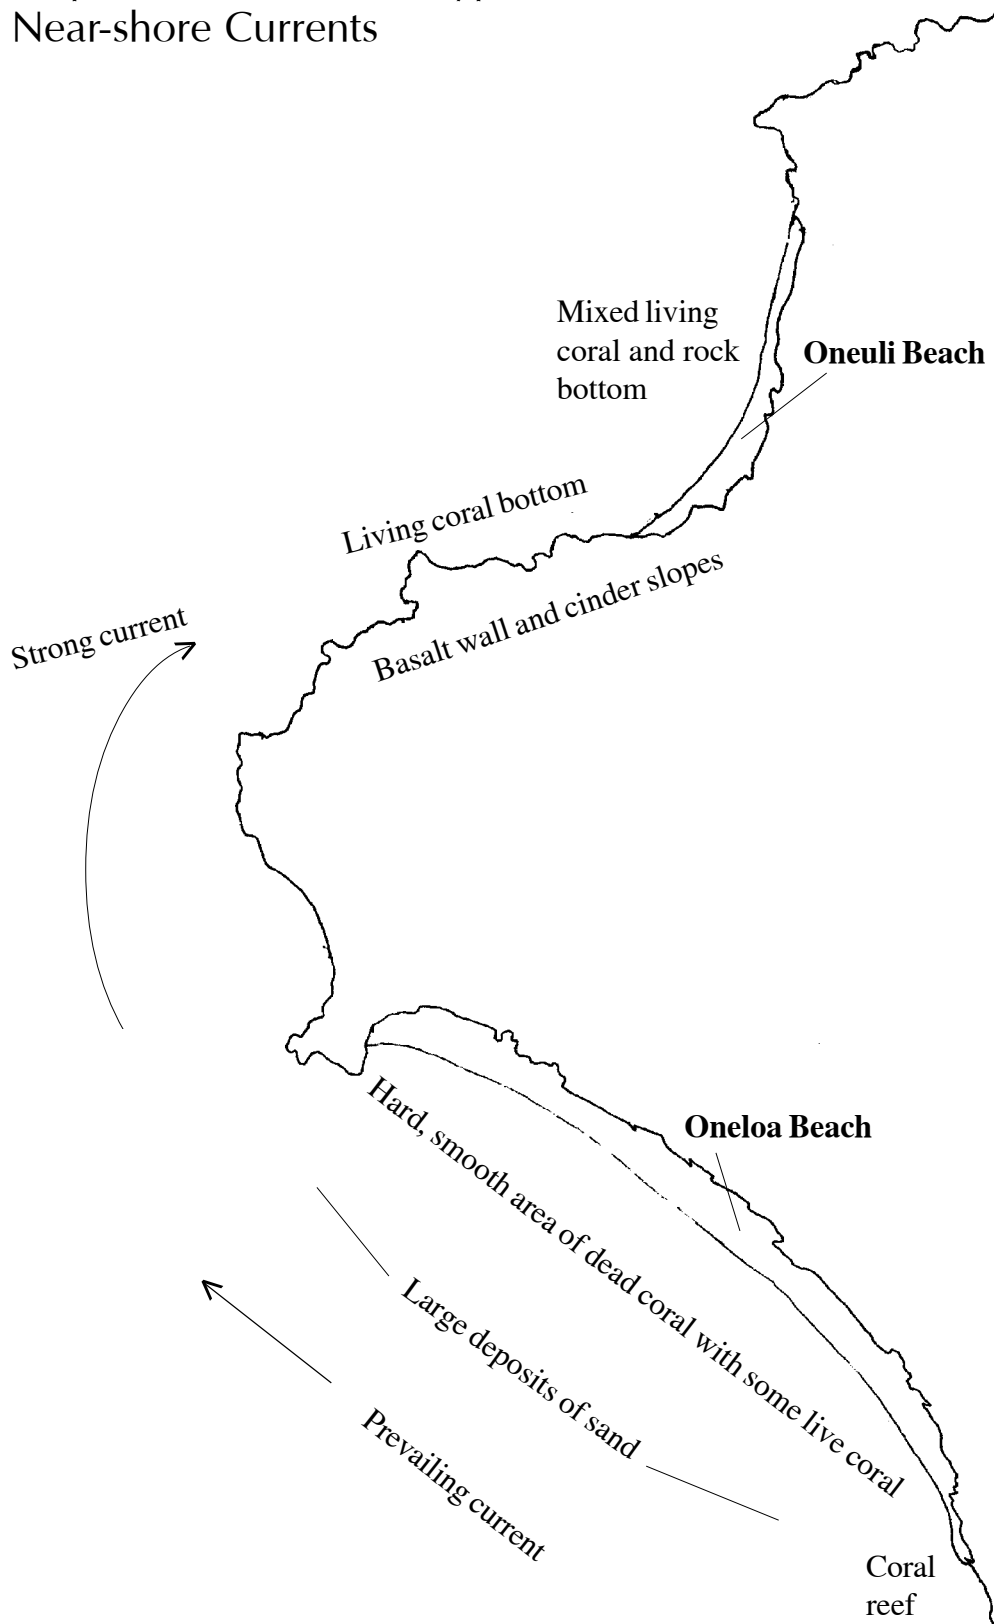 Near-shore Currents
Mixed living
coral and rock
bottom
Oneuli Beach
Living coral bottom
Basalt wall and cinder slopes
Strong current
Oneloa Beach
Hard, smooth area of dead coral with some live coral
Large deposits of sand
Prevailing current
Coral
reef